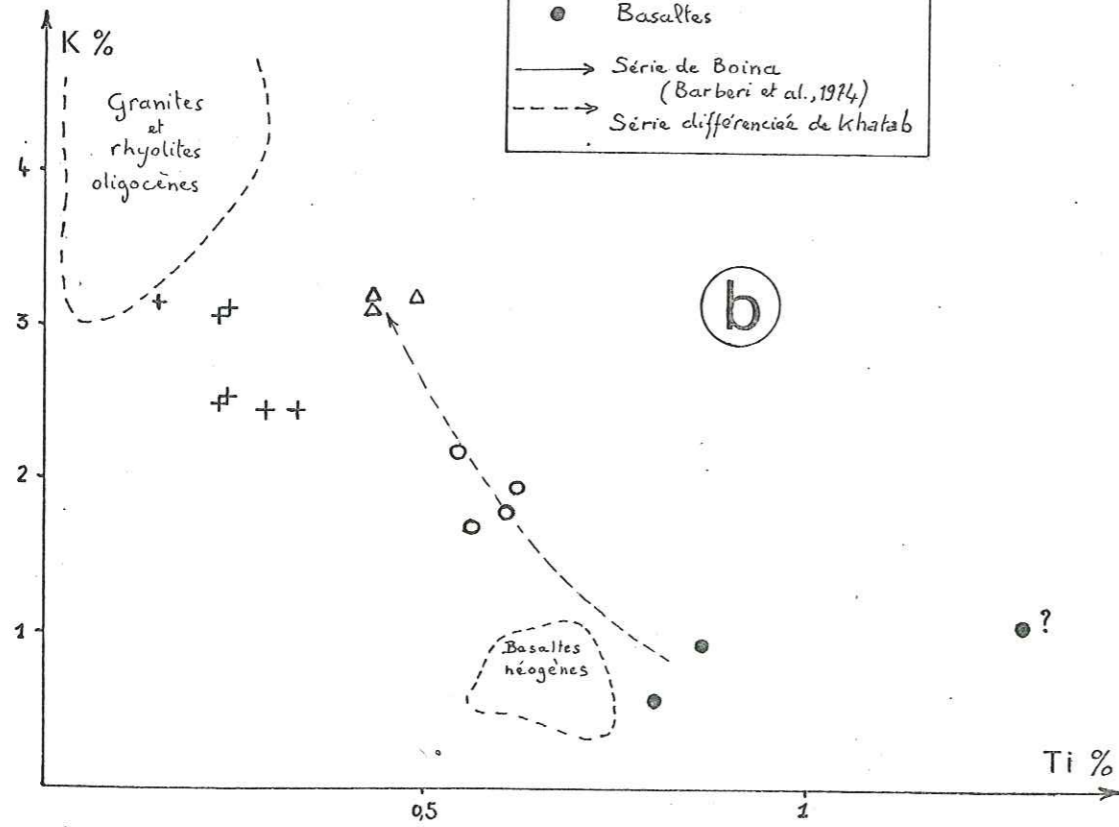 Basaltes
Série de Boina
(Barberi et al., 1974)
Série différenciée de Khatab
K %
Granites
et
rhyolites
oligocènes
4
3
2
1
b
Basaltes
néogènes
?
Ti %
0,5
1